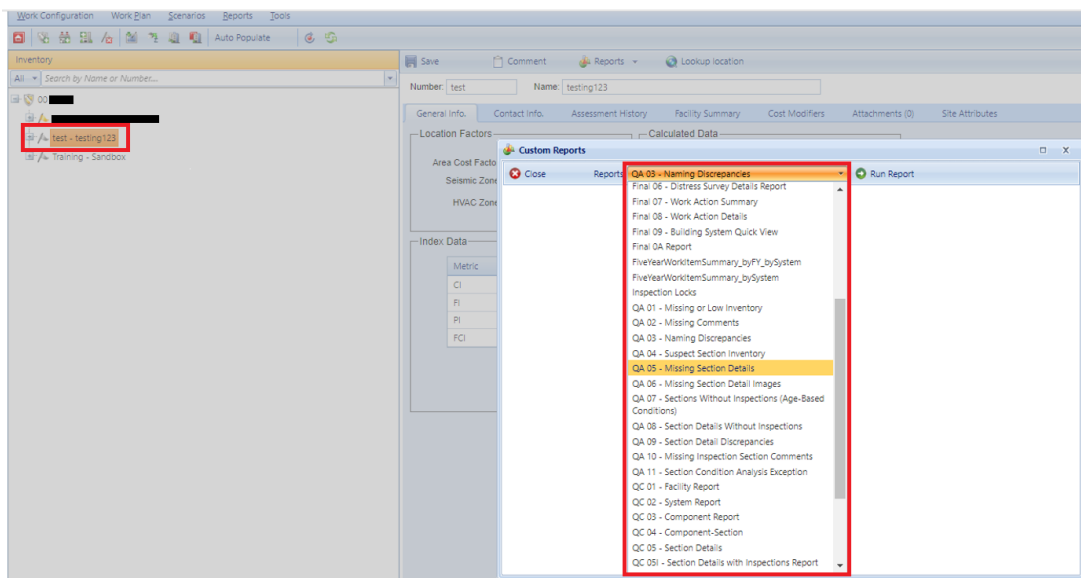 Work Configuration Work Plan Scenarios Reports Tools
Auto Populate
Inventory
All Search by Name or Number...
00
test - testing123
Training - Sandbox
Save Comment Reports Lookup location
Number: test Name: testing123
General Info. Contact Info. Assessment History Facility Summary Cost Modifiers Attachments (0) Site Attributes
Location Factors Calculated Data
Area Cost Facto
Seismic Zone
HVAC Zone
Index Data
Metric
CI
FI
PI
FCI
Custom Reports
Close Reports QA 03 - Naming Discrepancies Run Report
Final 06 - Distress Survey Details Report
Final 07 - Work Action Summary
Final 08 - Work Action Details
Final 09 - Building System Quick View
Final 0A Report
FiveYearWorkItemSummary_byFY_bySystem
FiveYearWorkItemSummary_bySystem
Inspection Locks
QA 01 - Missing or Low Inventory
QA 02 - Missing Comments
QA 03 - Naming Discrepancies
QA 04 - Suspect Section Inventory
QA 05 - Missing Section Details
QA 06 - Missing Section Detail Images
QA 07 - Sections Without Inspections (Age-Based
Conditions)
QA 08 - Section Details Without Inspections
QA 09 - Section Detail Discrepancies
QA 10 - Missing Inspection Section Comments
QA 11 - Section Condition Analysis Exception
QC 01 - Facility Report
QC 02 - System Report
QC 03 - Component Report
QC 04 - Component-Section
QC 05 - Section Details
QC 05I - Section Details with Inspections Report